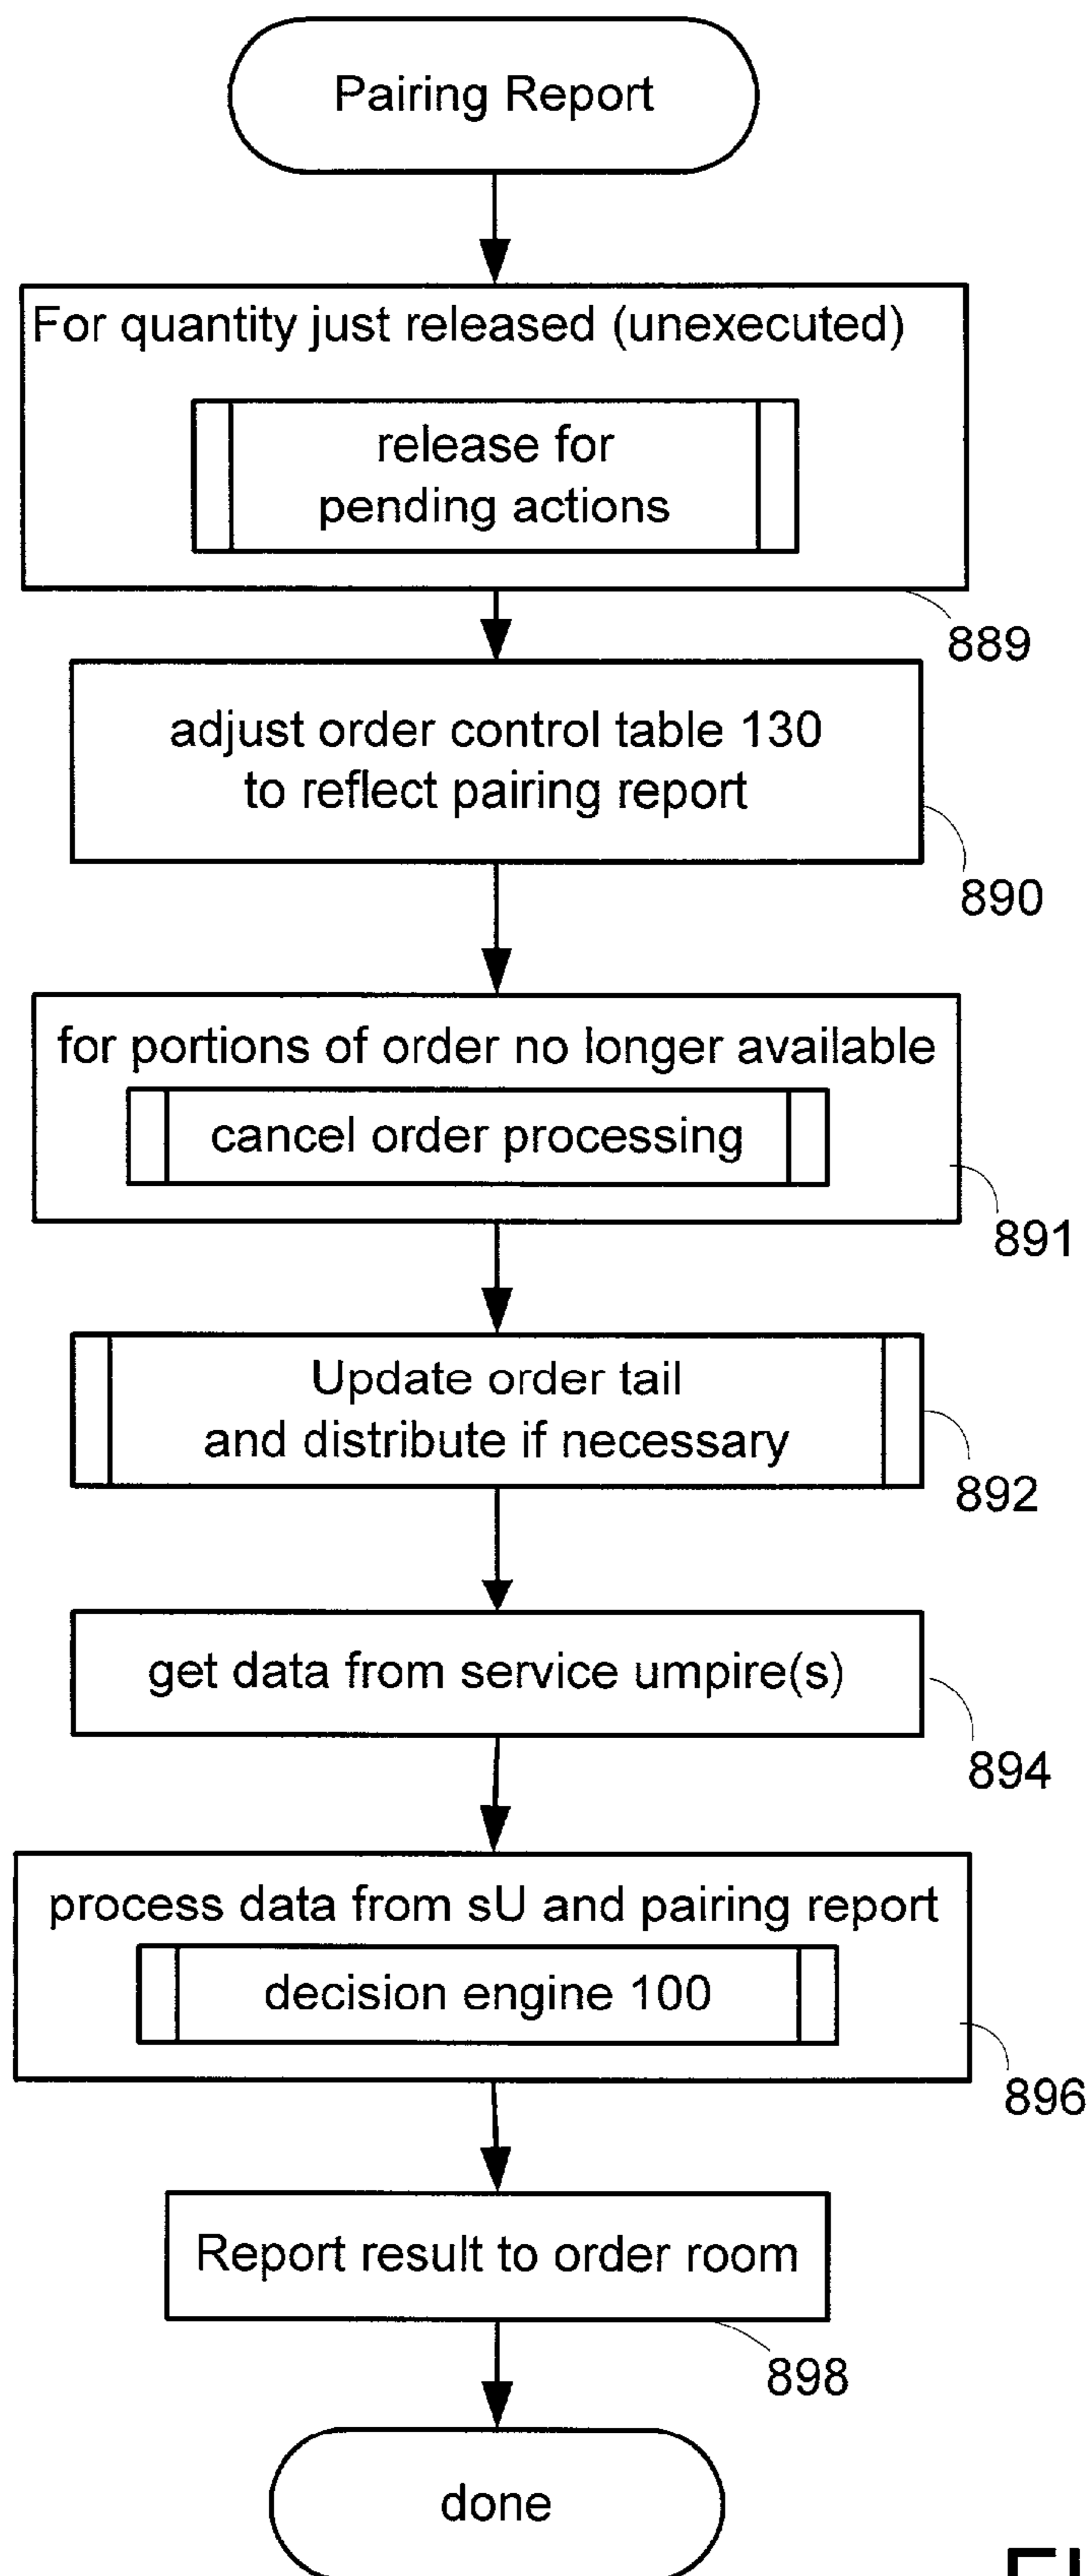 Pairing Report
For quantity just released (unexecuted)
release for
pending actions
889
adjust order control table 130
to reflect pairing report
890
for portions of order no longer available
cancel order processing
891
Update order tail
and distribute if necessary
892
get data from service umpire(s)
894
process data from sU and pairing report
decision engine 100
896
Report result to order room
898
done